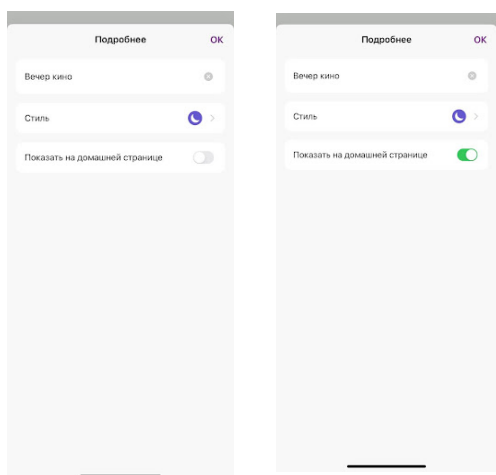 Подробнее OK
Вечер кино
Стиль
Показать на домашней странице
Подробнее OK
Вечер кино
Стиль
Показать на домашней странице